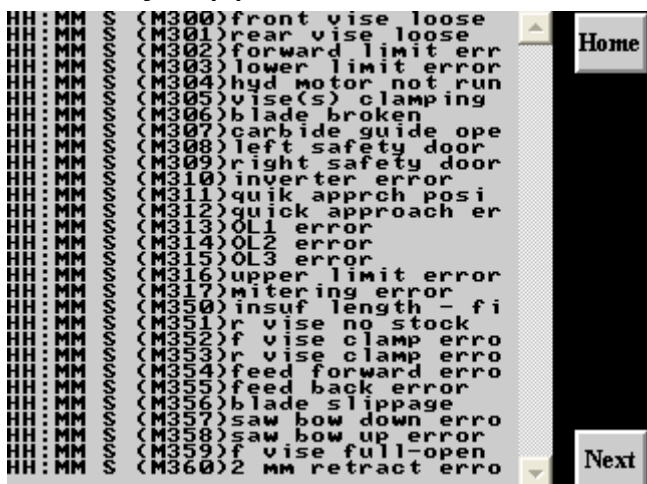 HH:MM S (M300)front vise loose
HH:MM S (M301)rear vise loose
HH:MM S (M302)forward limit err
HH:MM S (M303)lower limit error
HH:MM S (M304)hyd motor not run
HH:MM S (M305)vise(s) clamping
HH:MM S (M306)blade broken
HH:MM S (M307)carbide guide ope
HH:MM S (M308)left safety door
HH:MM S (M309)right safety door
HH:MM S (M310)inverter error
HH:MM S (M311)quik apprch posi
HH:MM S (M312)quick approach er
HH:MM S (M313)OL1 error
HH:MM S (M314)OL2 error
HH:MM S (M315)OL3 error
HH:MM S (M316)upper limit error
HH:MM S (M317)mitering error
HH:MM S (M350)insuf length - fi
HH:MM S (M351)r vise no stock
HH:MM S (M352)f vise clamp erro
HH:MM S (M353)r vise clamp erro
HH:MM S (M354)feed forward erro
HH:MM S (M355)feed back error
HH:MM S (M356)blade slippage
HH:MM S (M357)saw bow down erro
HH:MM S (M358)saw bow up error
HH:MM S (M359)f vise full-open
HH:MM S (M360)2 mm retract erro
Home
Next